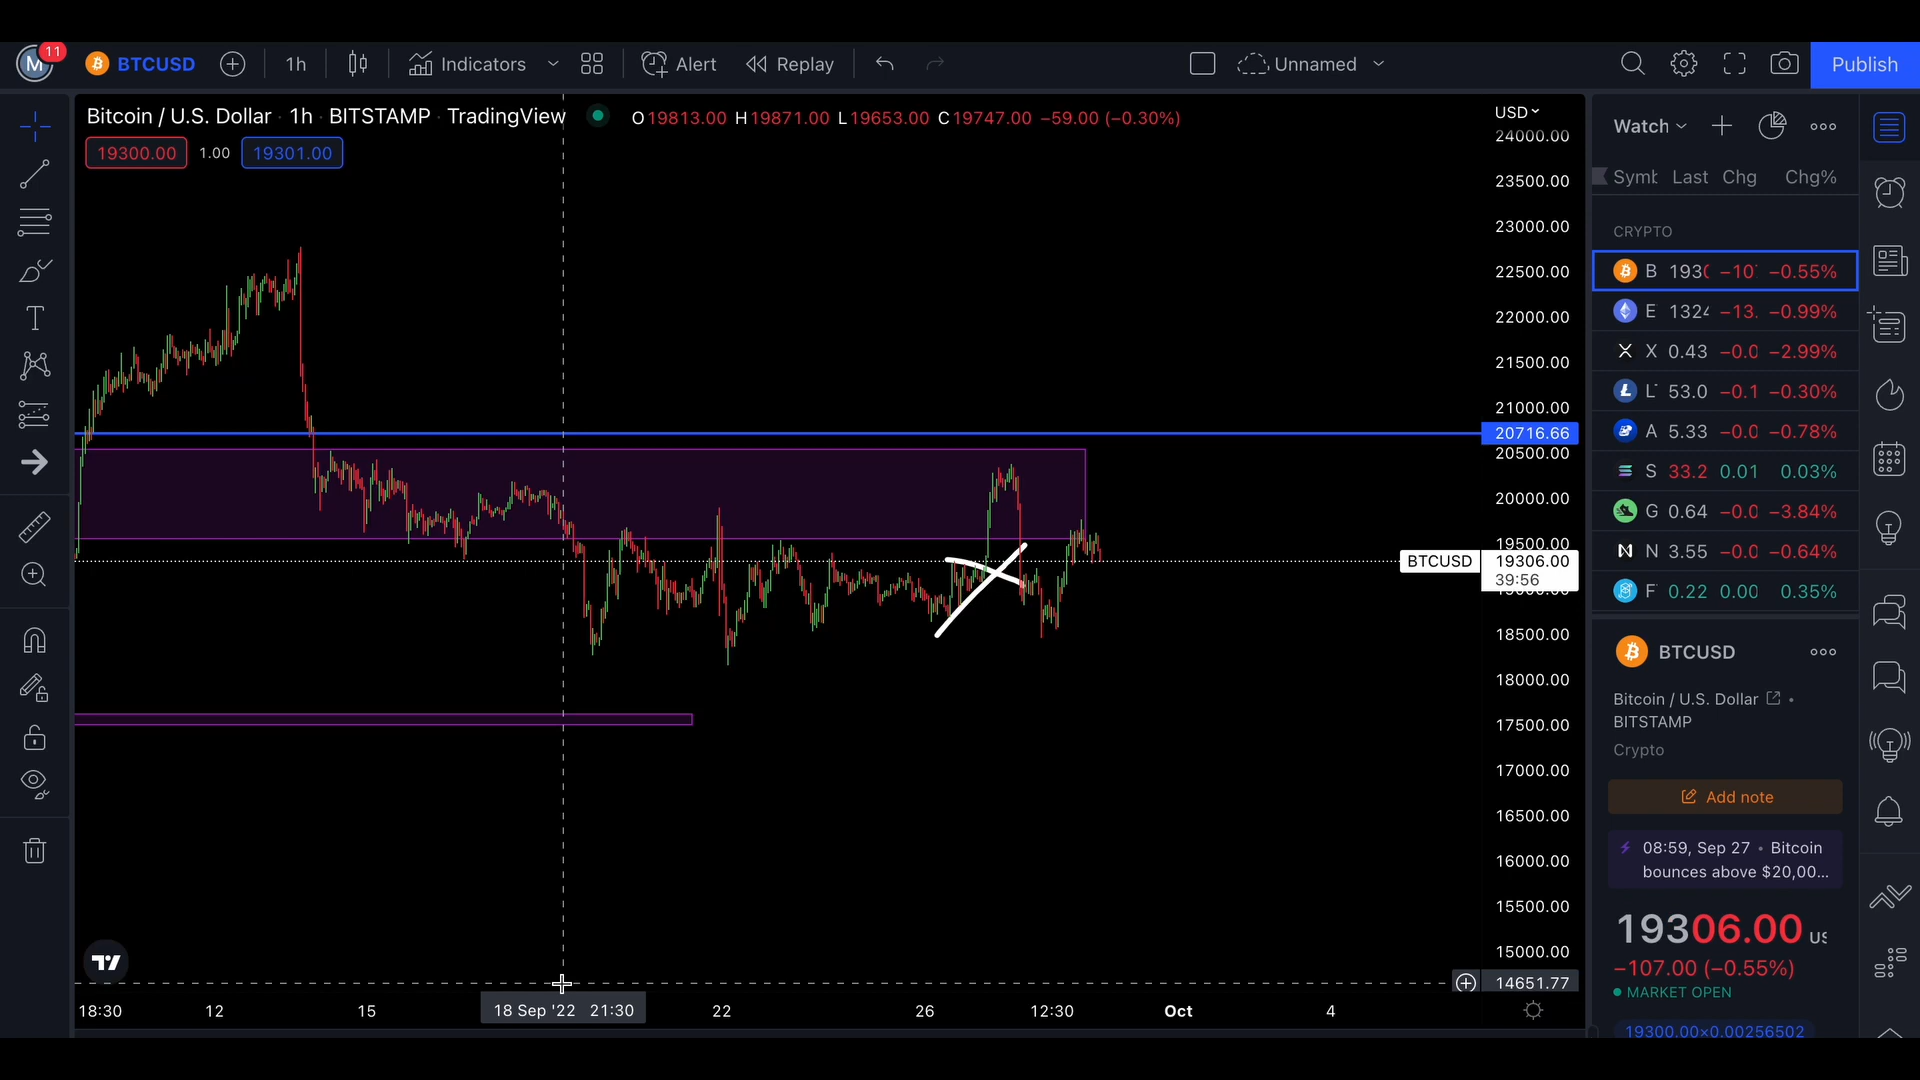 M 11 BTCUSD 1h Indicators Alert Replay Unnamed Publish
Bitcoin / U.S. Dollar · 1h · BITSTAMP · TradingView O19813.00 H19871.00 L19653.00 C19747.00 −59.00 (−0.30%)
19300.00 1.00 19301.00
USD
24000.00
23500.00
23000.00
22500.00
22000.00
21500.00
21000.00
20716.66
20500.00
20000.00
19500.00
BTCUSD 19306.00
39:56
19000.00
18500.00
18000.00
17500.00
17000.00
16500.00
16000.00
15500.00
15000.00
14651.77
18:30 12 15 18 Sep '22 21:30 22 26 12:30 Oct 4
Watch
Symb Last Chg Chg%
CRYPTO
B 1930 −10 −0.55%
E 1324 −13. −0.99%
X 0.43 −0.0 −2.99%
L 53.0 −0.1 −0.30%
A 5.33 −0.0 −0.78%
S 33.2 0.01 0.03%
G 0.64 −0.0 −3.84%
N 3.55 −0.0 −0.64%
F 0.22 0.00 0.35%
BTCUSD
Bitcoin / U.S. Dollar •
BITSTAMP
Crypto
Add note
08:59, Sep 27 • Bitcoin
bounces above $20,00...
19306.00 US
−107.00 (−0.55%)
MARKET OPEN
19300.00×0.00256502